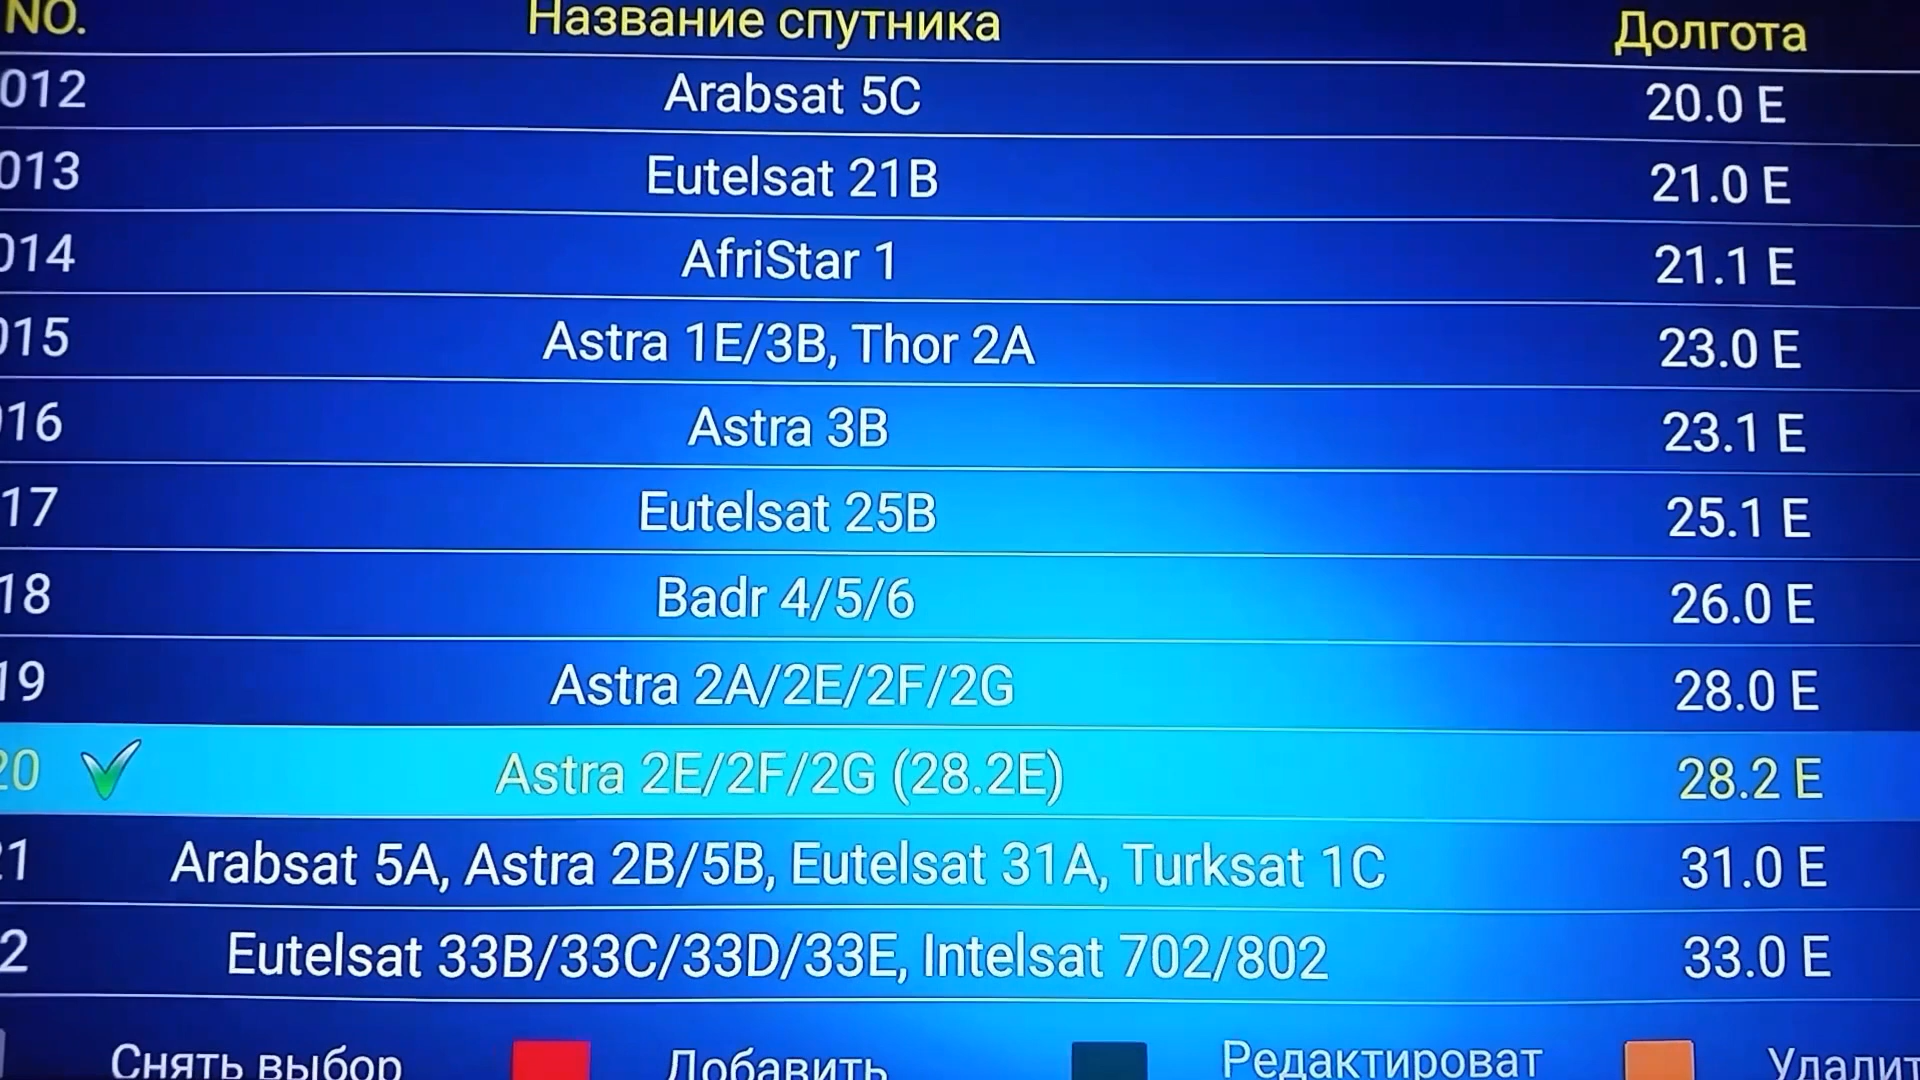 NO. Название спутника Долгота
012 Arabsat 5C 20.0 E
013 Eutelsat 21B 21.0 E
014 AfriStar 1 21.1 E
015 Astra 1E/3B, Thor 2A 23.0 E
016 Astra 3B 23.1 E
17 Eutelsat 25B 25.1 E
18 Badr 4/5/6 26.0 E
19 Astra 2A/2E/2F/2G 28.0 E
20 Astra 2E/2F/2G (28.2E) 28.2 E
21 Arabsat 5A, Astra 2B/5B, Eutelsat 31A, Turksat 1C 31.0 E
2 Eutelsat 33B/33C/33D/33E, Intelsat 702/802 33.0 E
Снять выбор Добавить Редактироват Удалит